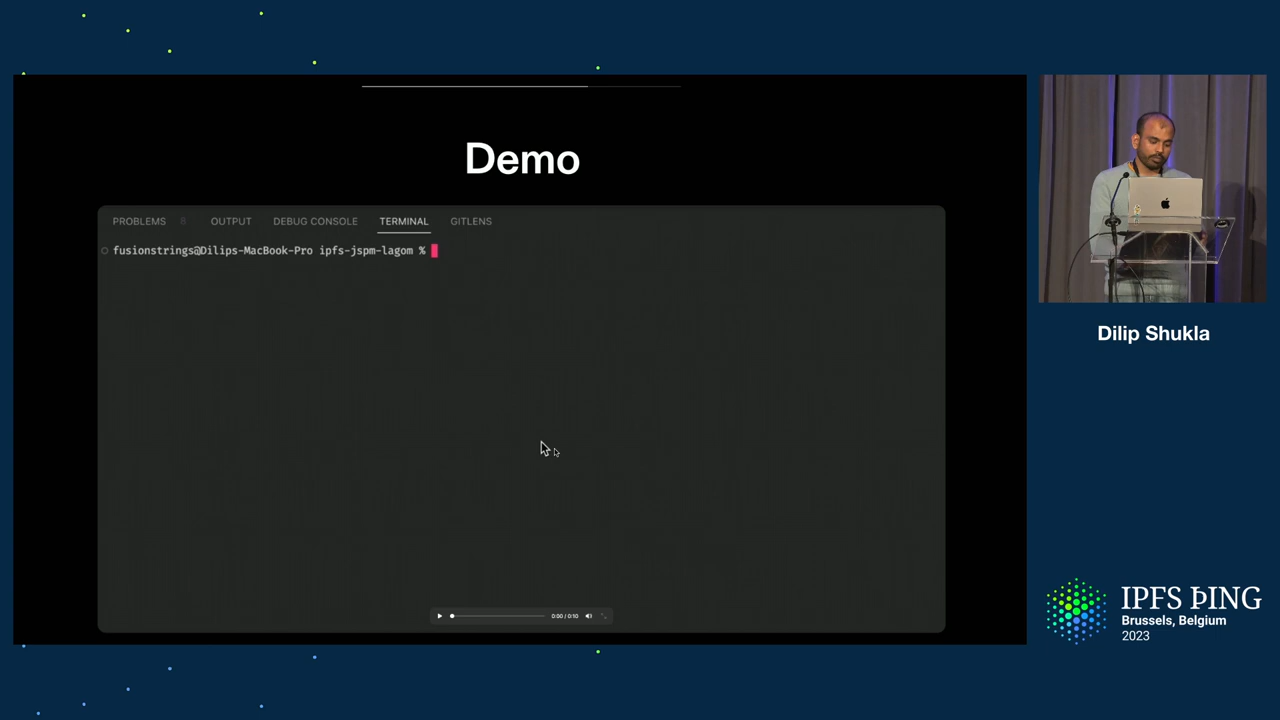 Demo
PROBLEMS 8 OUTPUT DEBUG CONSOLE TERMINAL GITLENS
fusionstrings@Dilips-MacBook-Pro ipfs-jspm-lagom %
0:00 / 0:10
Dilip Shukla
IPFS ÞING
Brussels, Belgium
2023